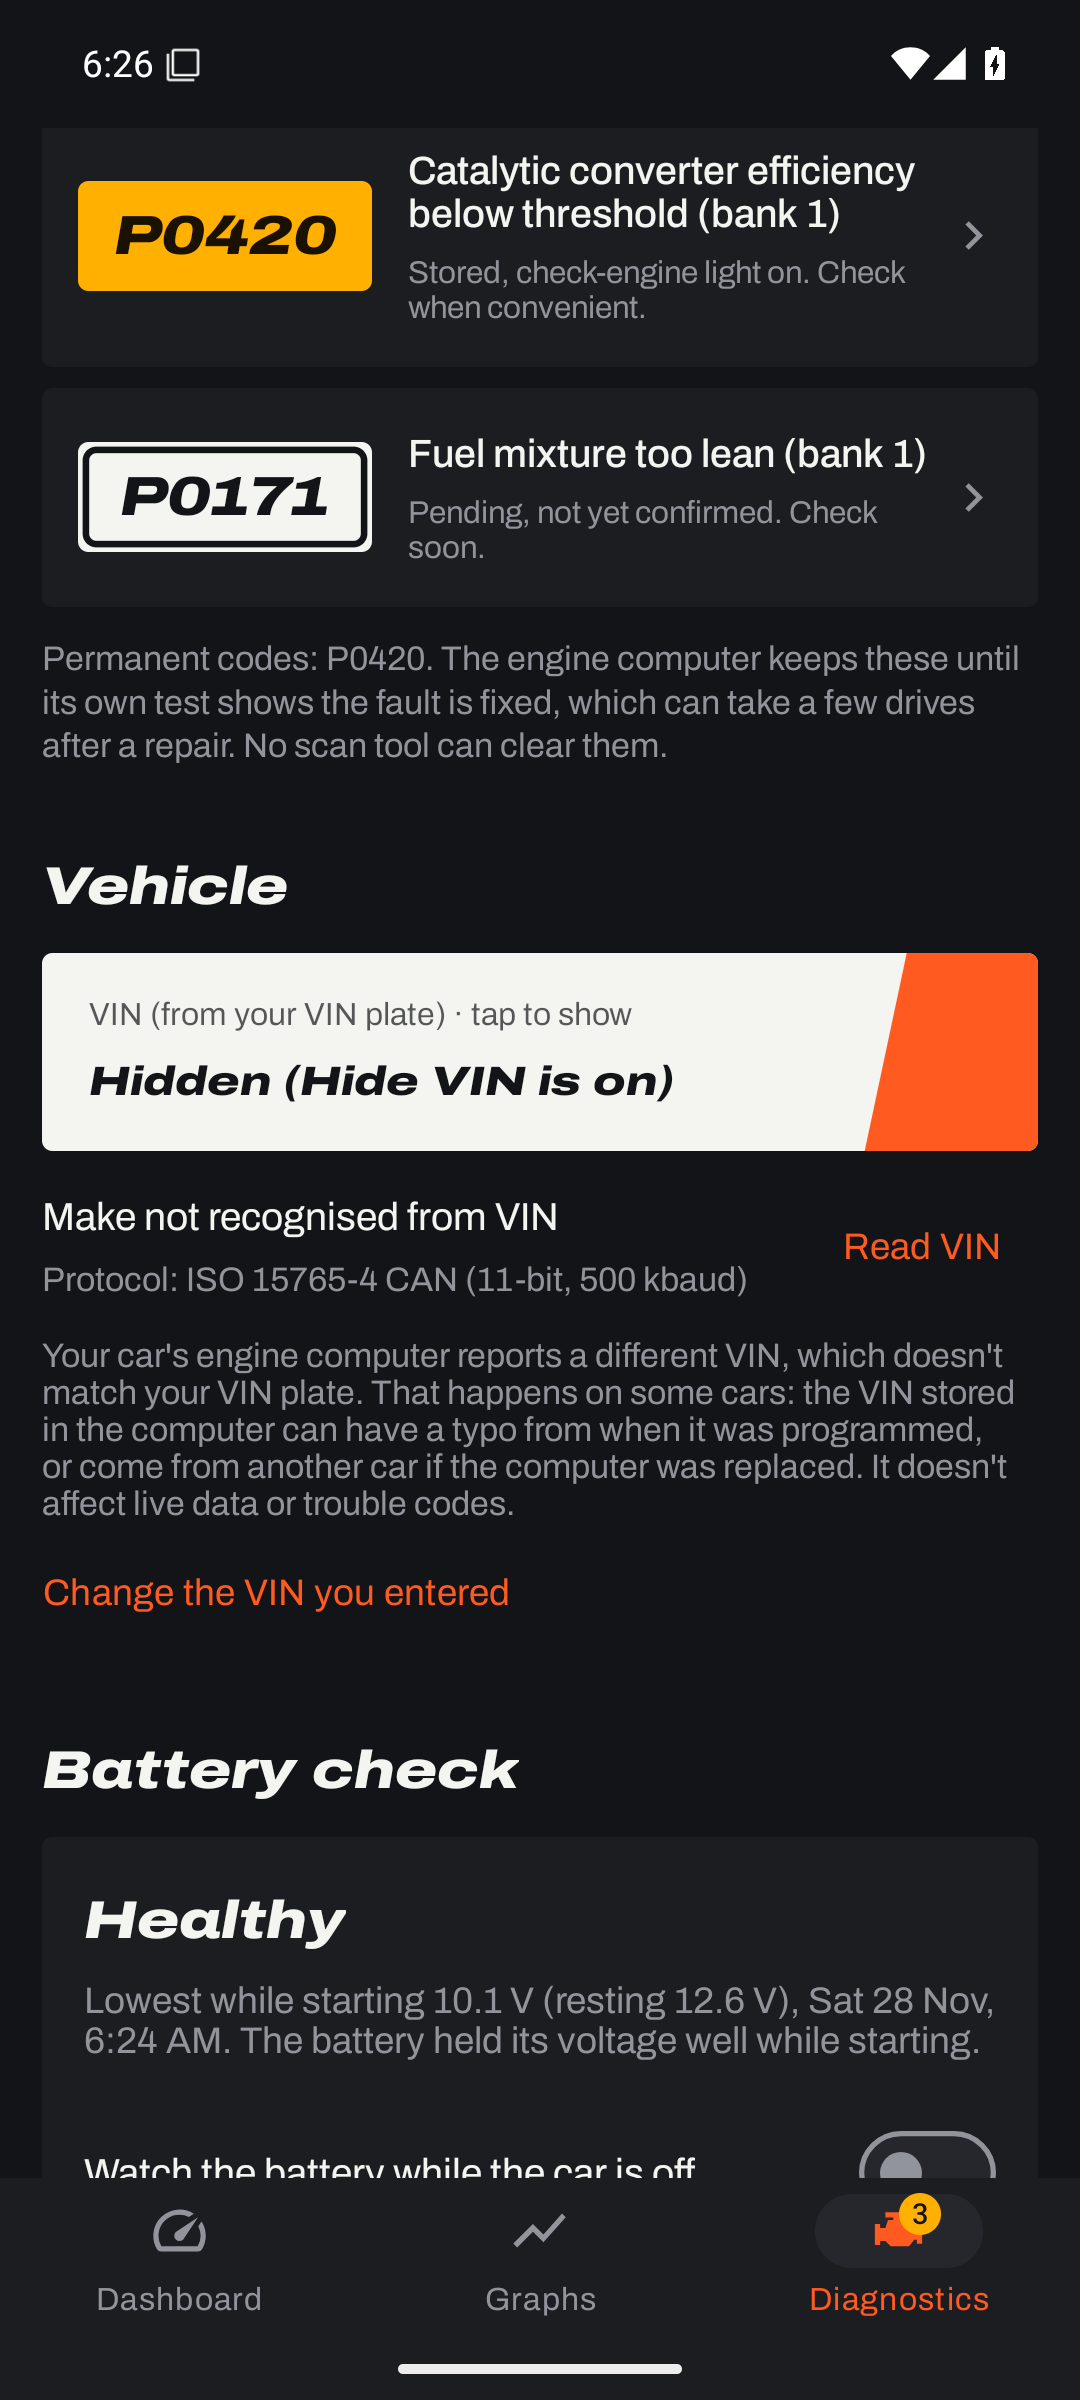 6:26
Catalytic converter efficiency
below threshold (bank 1)
P0420
Stored, check-engine light on. Check
when convenient.
Fuel mixture too lean (bank 1)
P0171
Pending, not yet confirmed. Check
soon.
Permanent codes: P0420. The engine computer keeps these until
its own test shows the fault is fixed, which can take a few drives
after a repair. No scan tool can clear them.
Vehicle
VIN (from your VIN plate) · tap to show
Hidden (Hide VIN is on)
Make not recognised from VIN
Read VIN
Protocol: ISO 15765-4 CAN (11-bit, 500 kbaud)
Your car's engine computer reports a different VIN, which doesn't
match your VIN plate. That happens on some cars: the VIN stored
in the computer can have a typo from when it was programmed,
or come from another car if the computer was replaced. It doesn't
affect live data or trouble codes.
Change the VIN you entered
Battery check
Healthy
Lowest while starting 10.1 V (resting 12.6 V), Sat 28 Nov,
6:24 AM. The battery held its voltage well while starting.
Watch the battery while the car is off
3
Dashboard
Graphs
Diagnostics